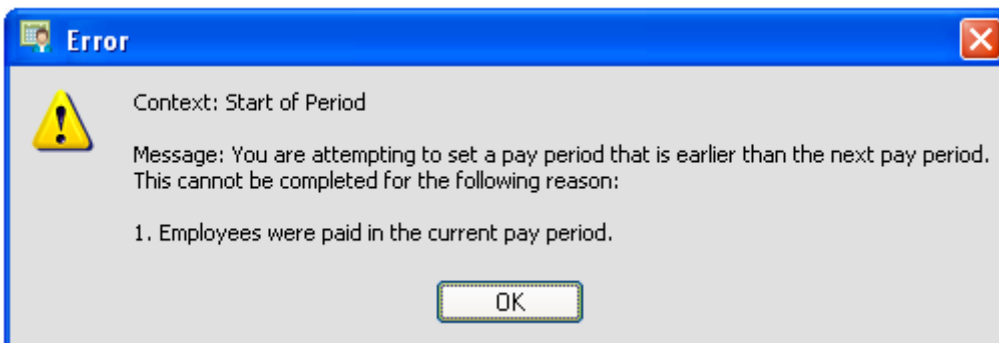 Error
Context: Start of Period
Message: You are attempting to set a pay period that is earlier than the next pay period.
This cannot be completed for the following reason:
1. Employees were paid in the current pay period.
OK